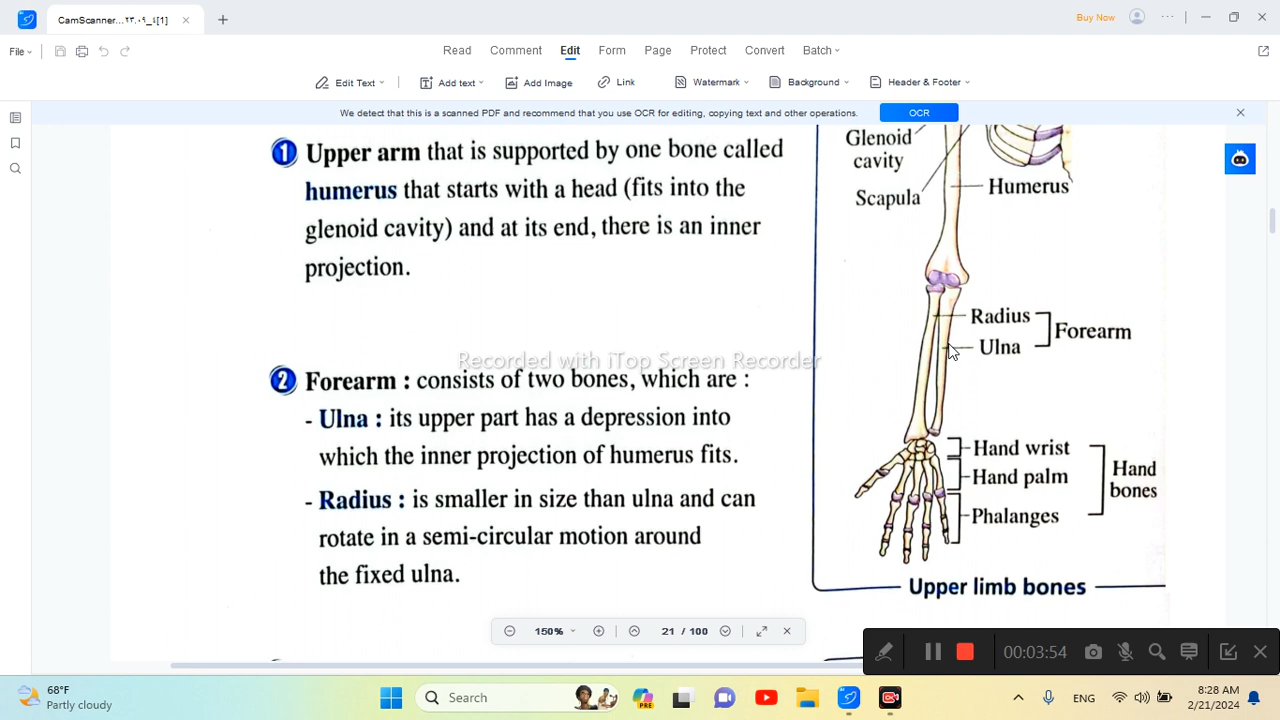 CamScanner...٢٣٠٠٩_٤[1]
Buy Now
File
Read Comment Edit Form Page Protect Convert Batch
Edit Text Add text Add Image Link Watermark Background Header & Footer
We detect that this is a scanned PDF and recommend that you use OCR for editing, copying text and other operations.
OCR
1 Upper arm that is supported by one bone called
humerus that starts with a head (fits into the
glenoid cavity) and at its end, there is an inner
projection.
2 Forearm : consists of two bones, which are :
- Ulna : its upper part has a depression into
which the inner projection of humerus fits.
- Radius : is smaller in size than ulna and can
rotate in a semi-circular motion around
the fixed ulna.
Glenoid
cavity
Scapula
Humerus
Radius
Ulna
Forearm
Hand wrist
Hand palm
Phalanges
Hand
bones
Upper limb bones
Recorded with iTop Screen Recorder
150% 21 / 100
00:03:54
68°F
Partly cloudy
Search
PRE
ENG
8:28 AM
2/21/2024